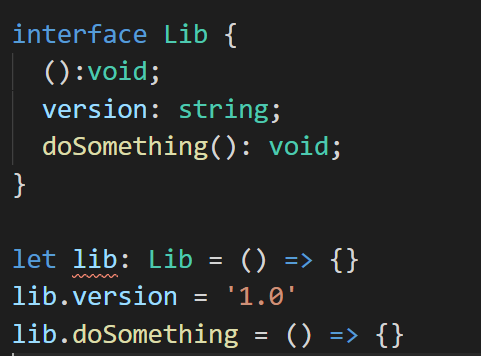 interface Lib {
():void;
version: string;
doSomething(): void;
}
let lib: Lib = () => {}
lib.version = '1.0'
lib.doSomething = () => {}